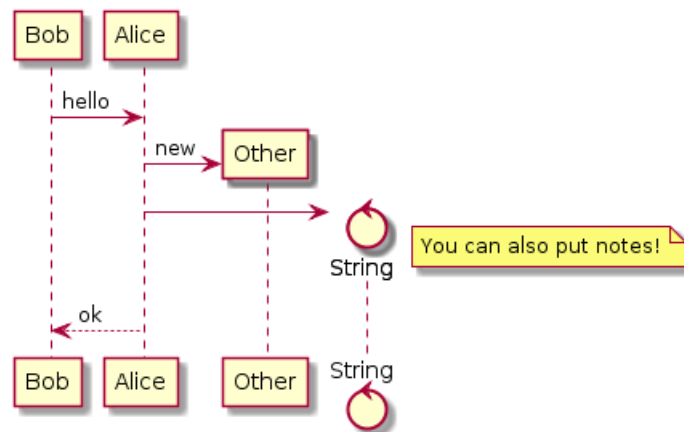 Bob Alice
hello
new Other
You can also put notes!
String
ok
Bob Alice Other String